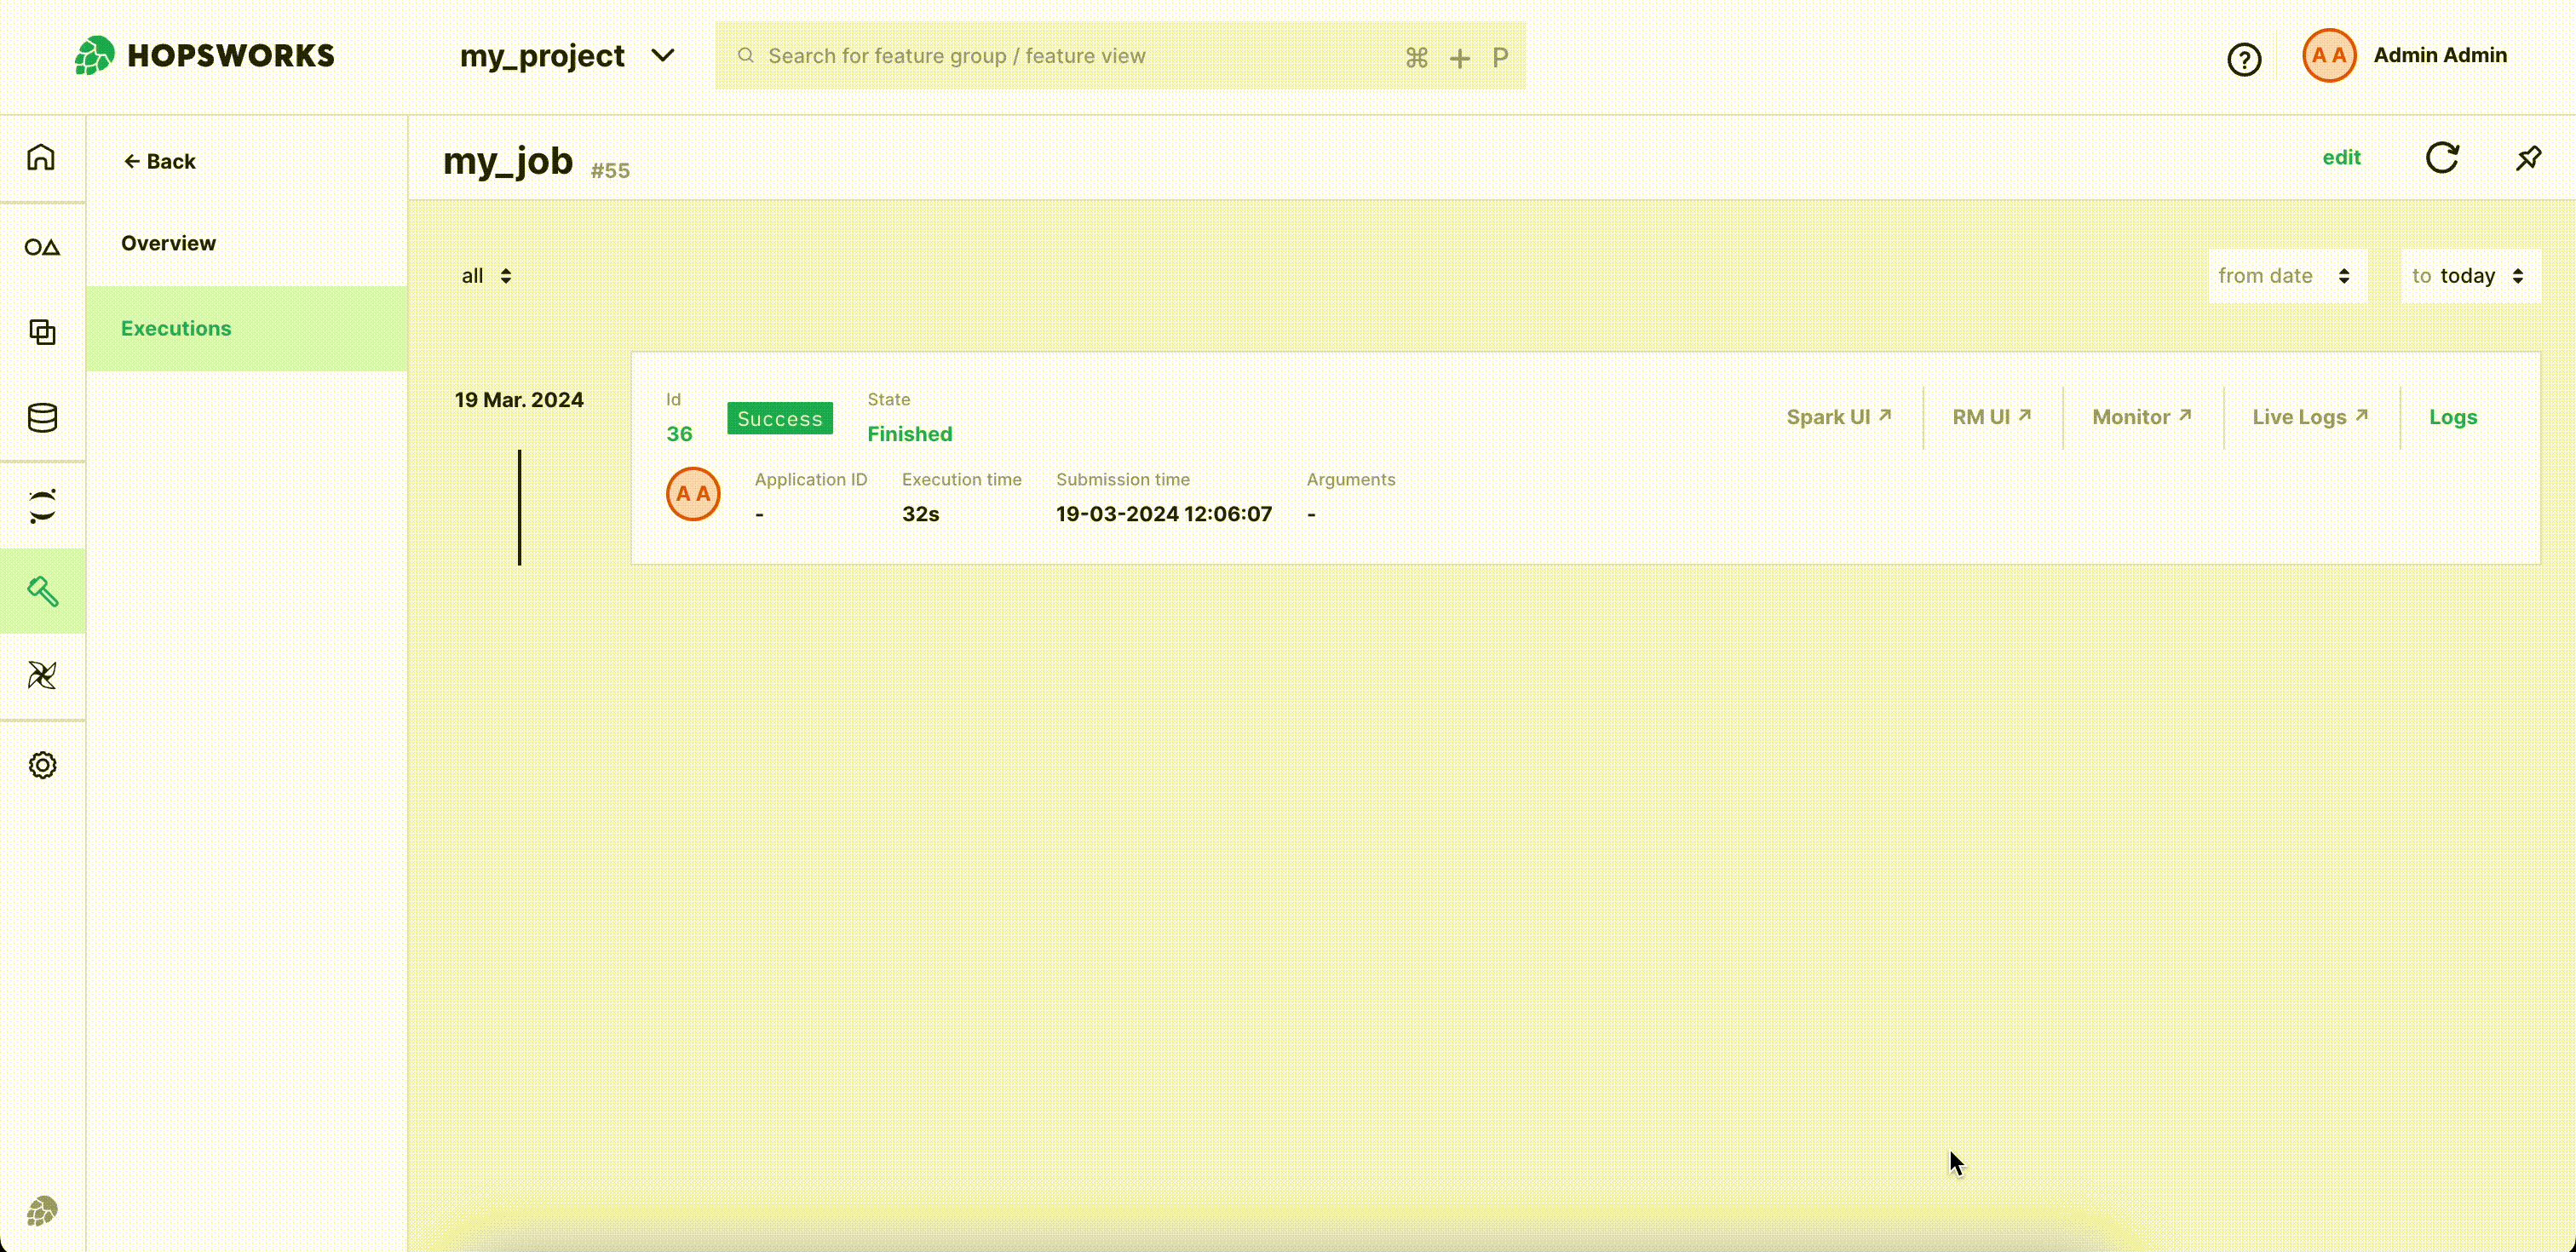 HOPSWORKS
my_project
Search for feature group / feature view
⌘ + P
?
A A
Admin Admin
← Back
my_job #55
edit
Overview
Executions
all
from date
to today
19 Mar. 2024
Id
36
Success
State
Finished
Spark UI ↗
RM UI ↗
Monitor ↗
Live Logs ↗
Logs
A A
Application ID
-
Execution time
32s
Submission time
19-03-2024 12:06:07
Arguments
-